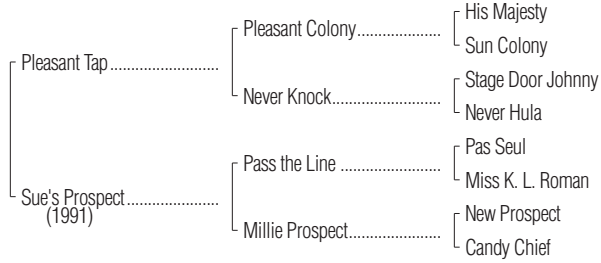 His Majesty
Pleasant Colony....................
Sun Colony
Pleasant Tap..........................
Stage Door Johnny
Never Knock..........................
Never Hula
Pas Seul
Pass the Line ........................
Miss K. L. Roman
Sue's Prospect......................
(1991)
New Prospect
Millie Prospect......................
Candy Chief